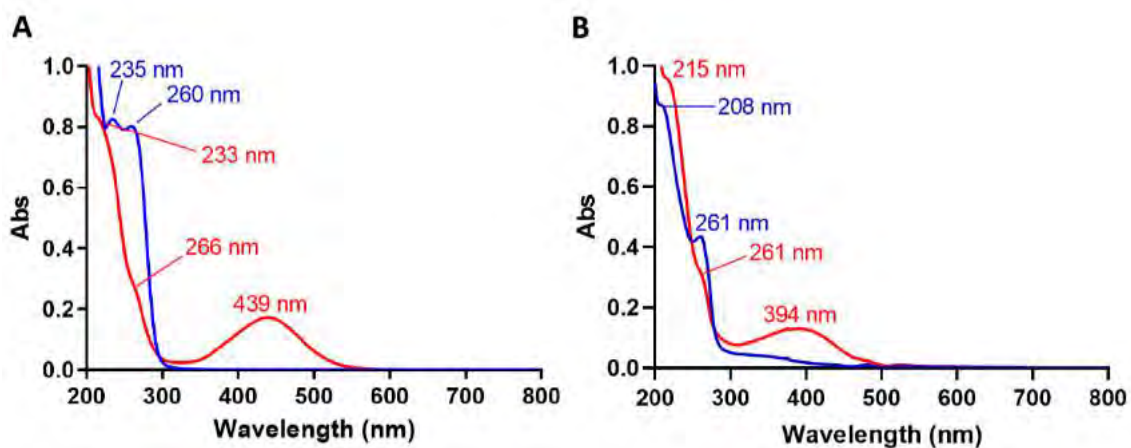 A
Abs
1.0
0.8
0.6
0.4
0.2
0.0
235 nm
260 nm
233 nm
266 nm
439 nm
200 300 400 500 600 700 800
Wavelength (nm)
B
Abs
1.0
0.8
0.6
0.4
0.2
0.0
215 nm
208 nm
261 nm
261 nm
394 nm
200 300 400 500 600 700 800
Wavelength (nm)